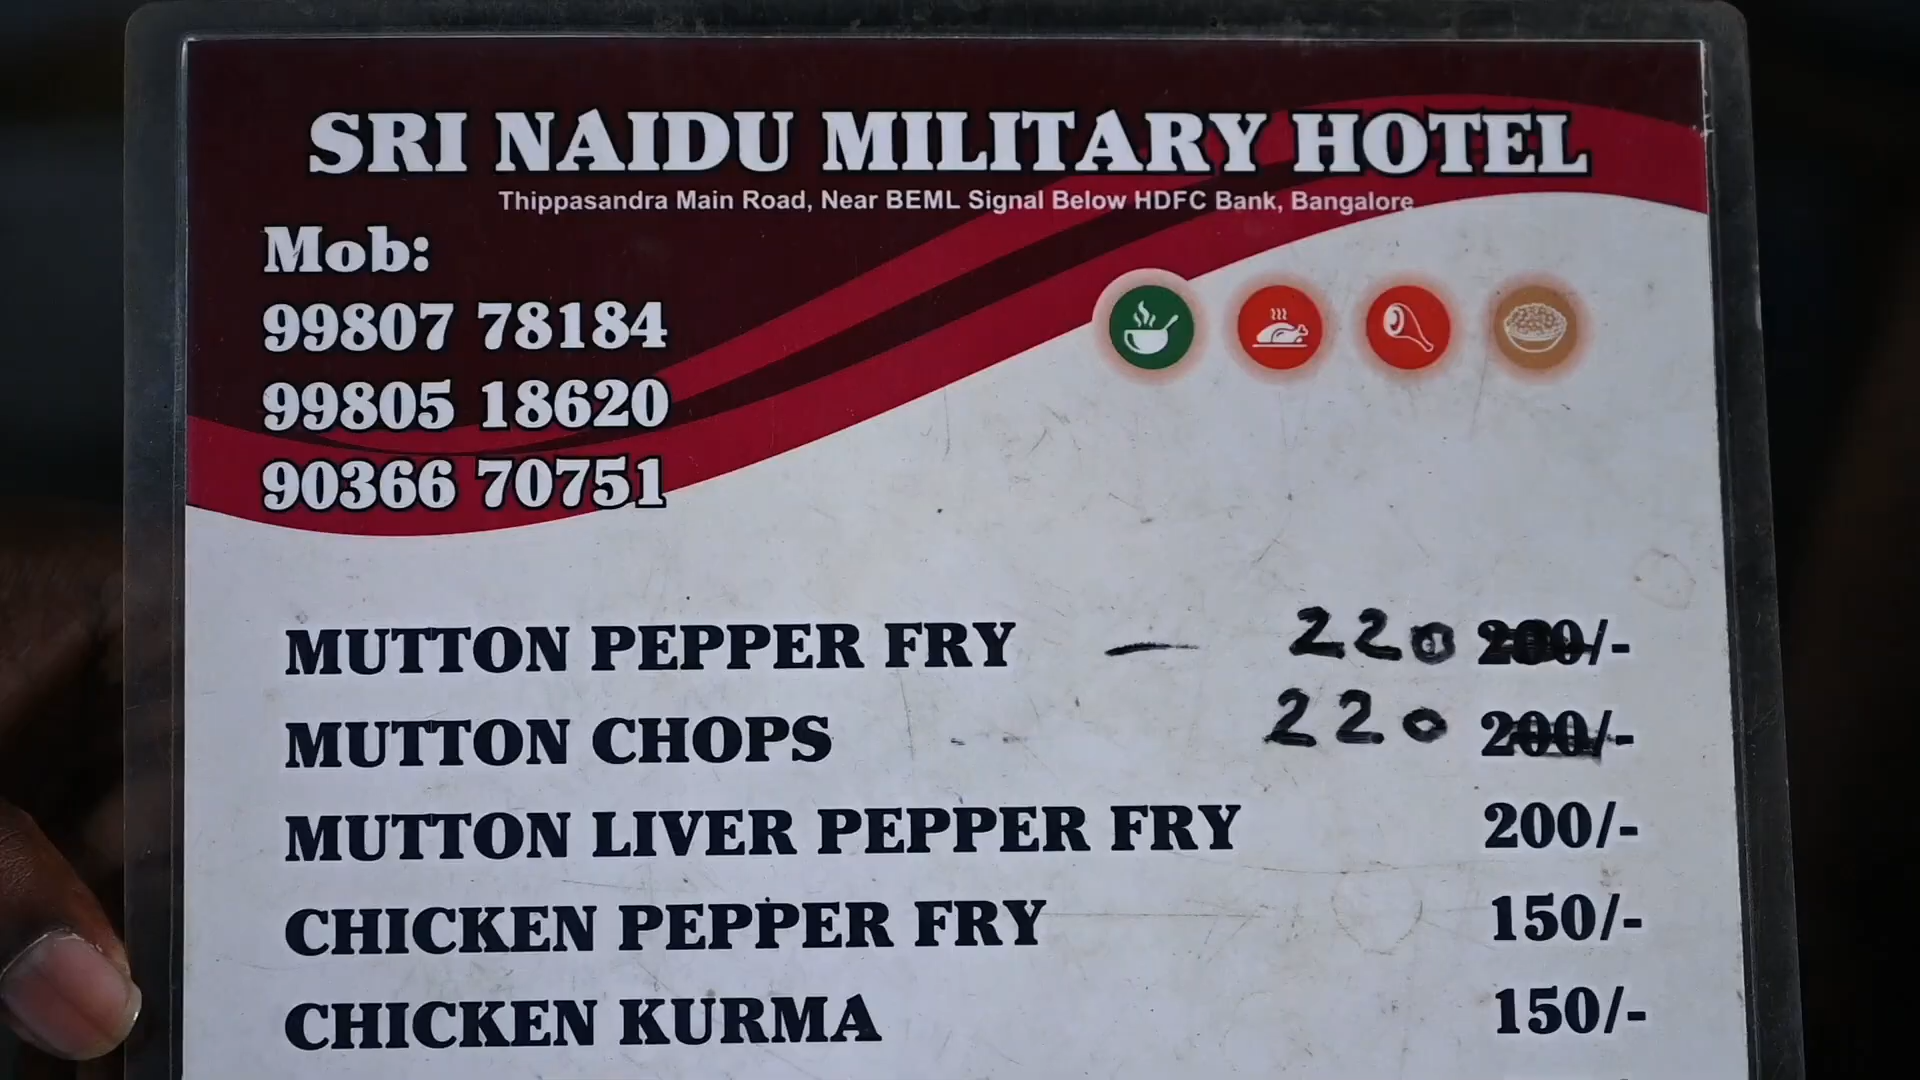 SRI NAIDU MILITARY HOTEL
Thippasandra Main Road, Near BEML Signal Below HDFC Bank, Bangalore
Mob:
99807 78184
99805 18620
90366 70751
MUTTON PEPPER FRY — 220 200/-
MUTTON CHOPS 220 200/-
MUTTON LIVER PEPPER FRY 200/-
CHICKEN PEPPER FRY 150/-
CHICKEN KURMA 150/-